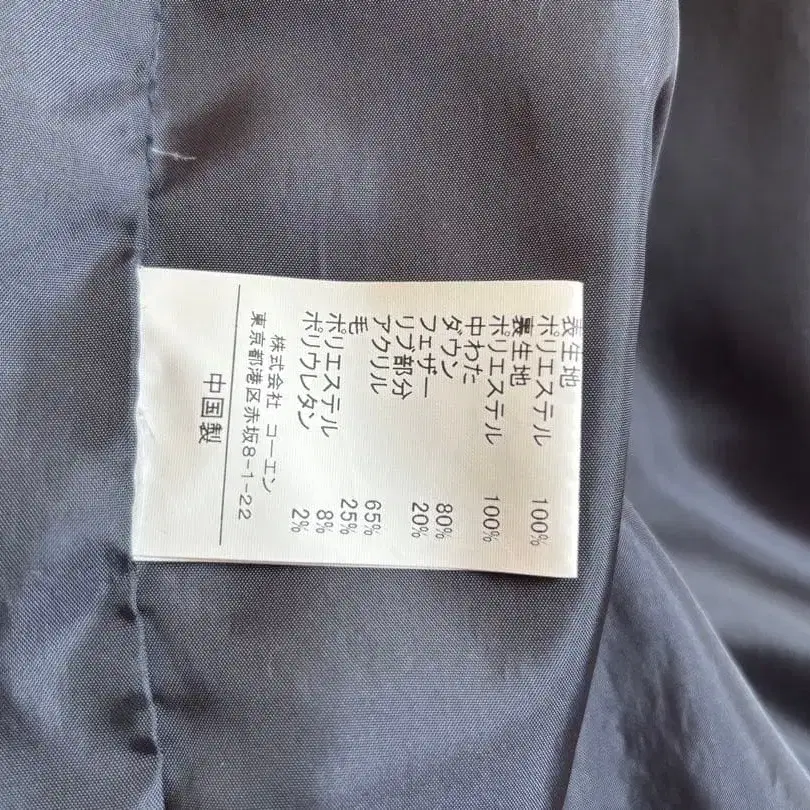 表生地
ポリエステル 100%
裏生地
ポリエステル 100%
中わた
ダウン 80%
フェザー 20%
リブ部分
アクリル 65%
毛 25%
ポリエステル 8%
ポリウレタン 2%
株式会社 コーエン
東京都港区赤坂8-1-22
中国製